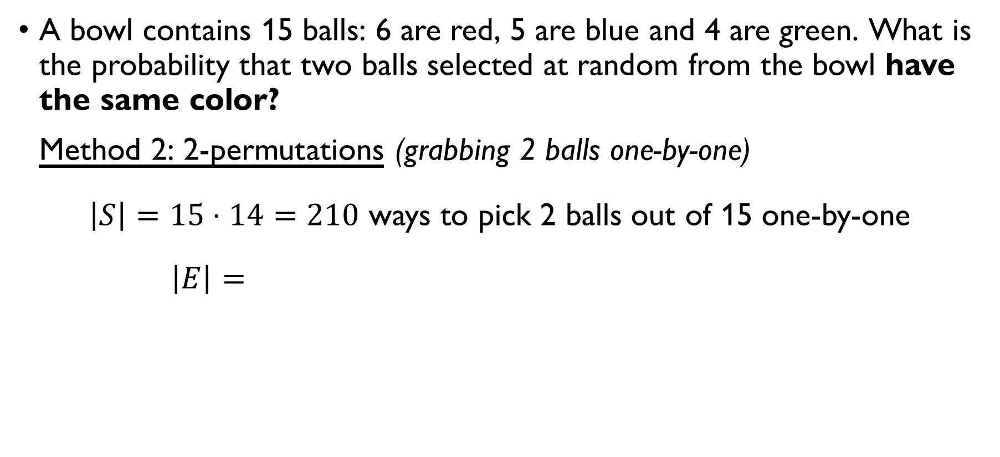 • A bowl contains 15 balls: 6 are red, 5 are blue and 4 are green. What is
the probability that two balls selected at random from the bowl have
the same color?
Method 2: 2-permutations (grabbing 2 balls one-by-one)
|S| = 15 · 14 = 210 ways to pick 2 balls out of 15 one-by-one
|E| =